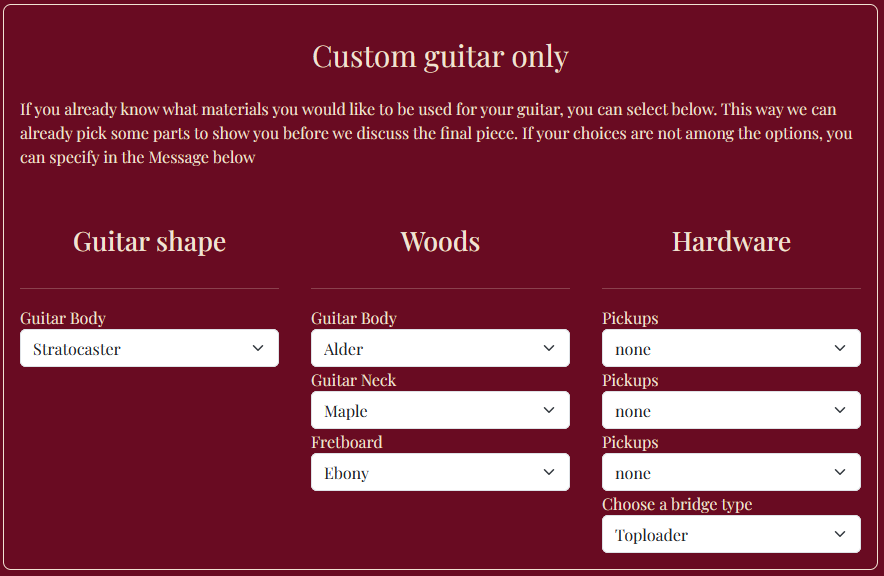 Custom guitar only
If you already know what materials you would like to be used for your guitar, you can select below. This way we can
already pick some parts to show you before we discuss the final piece. If your choices are not among the options, you
can specify in the Message below
Guitar shape
Guitar Body
Stratocaster
Woods
Guitar Body
Alder
Guitar Neck
Maple
Fretboard
Ebony
Hardware
Pickups
none
Pickups
none
Pickups
none
Choose a bridge type
Toploader